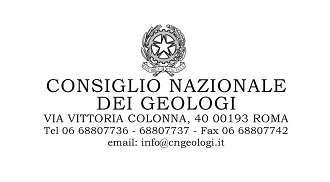 CONSIGLIO NAZIONALE
DEI GEOLOGI
VIA VITTORIA COLONNA, 40 00193 ROMA
Tel 06 68807736 - 68807737 - Fax 06 68807742
email: info@cngeologi.it